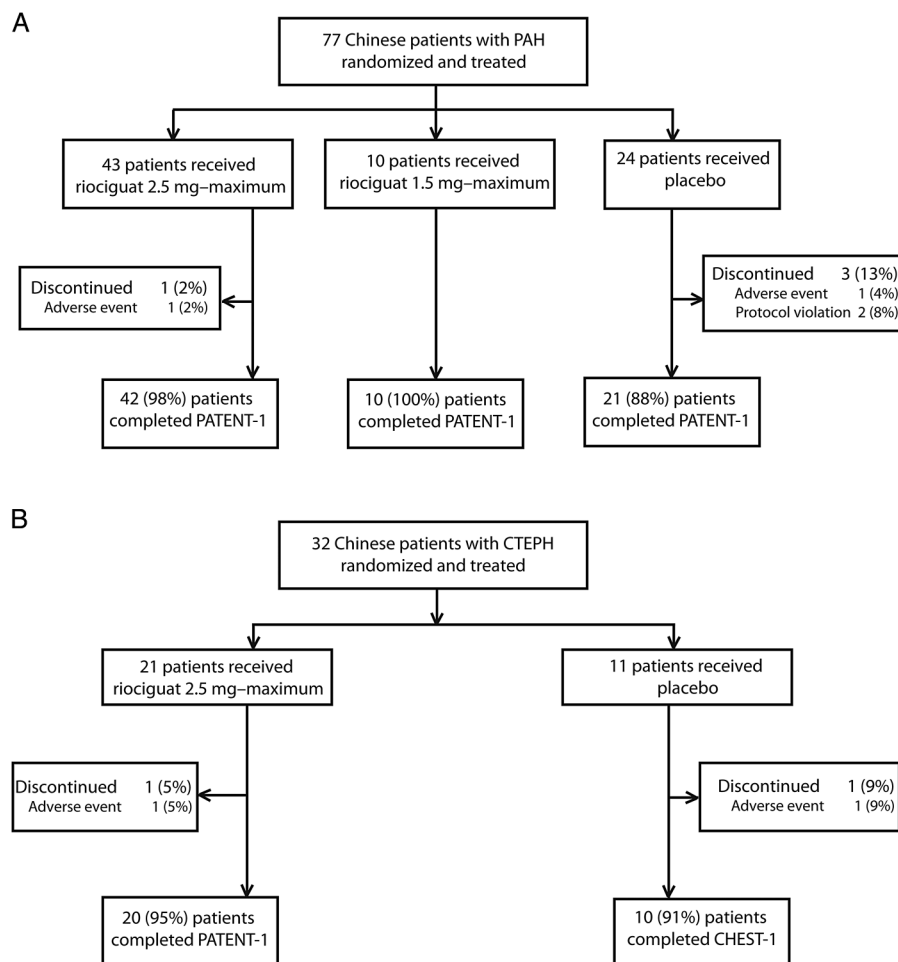 A
77 Chinese patients with PAH
randomized and treated
43 patients received
riociguat 2.5 mg–maximum
10 patients received
riociguat 1.5 mg–maximum
24 patients received
placebo
Discontinued 1 (2%)
Adverse event 1 (2%)
Discontinued 3 (13%)
Adverse event 1 (4%)
Protocol violation 2 (8%)
42 (98%) patients
completed PATENT-1
10 (100%) patients
completed PATENT-1
21 (88%) patients
completed PATENT-1
B
32 Chinese patients with CTEPH
randomized and treated
21 patients received
riociguat 2.5 mg–maximum
11 patients received
placebo
Discontinued 1 (5%)
Adverse event 1 (5%)
Discontinued 1 (9%)
Adverse event 1 (9%)
20 (95%) patients
completed PATENT-1
10 (91%) patients
completed CHEST-1